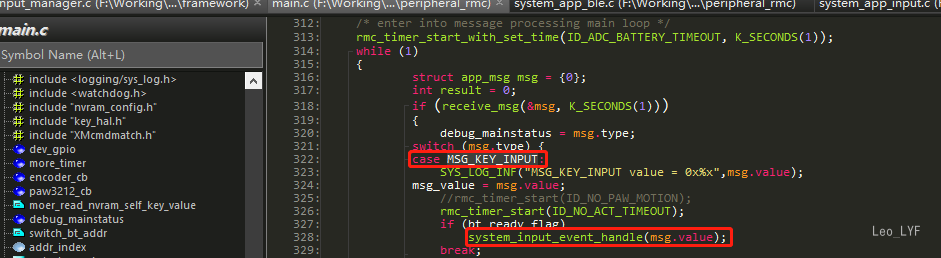 nput_manager.c (F:\Working\...\framework)
main.c (F:\Working\...\peripheral_rmc)
system_app_ble.c (F:\Working\...\peripheral_rmc)
system_app_input.c (F:\
main.c
Symbol Name (Alt+L)
include <logging/sys_log.h>
include <watchdog.h>
include "nvram_config.h"
include "key_hal.h"
include "XMcmdmatch.h"
dev_gpio
more_timer
encoder_cb
paw3212_cb
moer_read_nvram_self_key_value
debug_mainstatus
switch_bt_addr
addr_index
312: /* enter into message processing main loop */
313: rmc_timer_start_with_set_time(ID_ADC_BATTERY_TIMEOUT, K_SECONDS(1));
314: while (1)
315: {
316: struct app_msg msg = {0};
317: int result = 0;
318: if (receive_msg(&msg, K_SECONDS(1)))
319: {
320: debug_mainstatus = msg.type;
321: switch (msg.type) {
322: case MSG_KEY_INPUT:
323: SYS_LOG_INF("MSG_KEY_INPUT value = 0x%x",msg.value);
324: msg_value = msg.value;
325: //rmc_timer_start(ID_NO_PAW_MOTION);
326: rmc_timer_start(ID_NO_ACT_TIMEOUT);
327: if (bt_ready_flag)
328: system_input_event_handle(msg.value);
329: break;
Leo_LYF